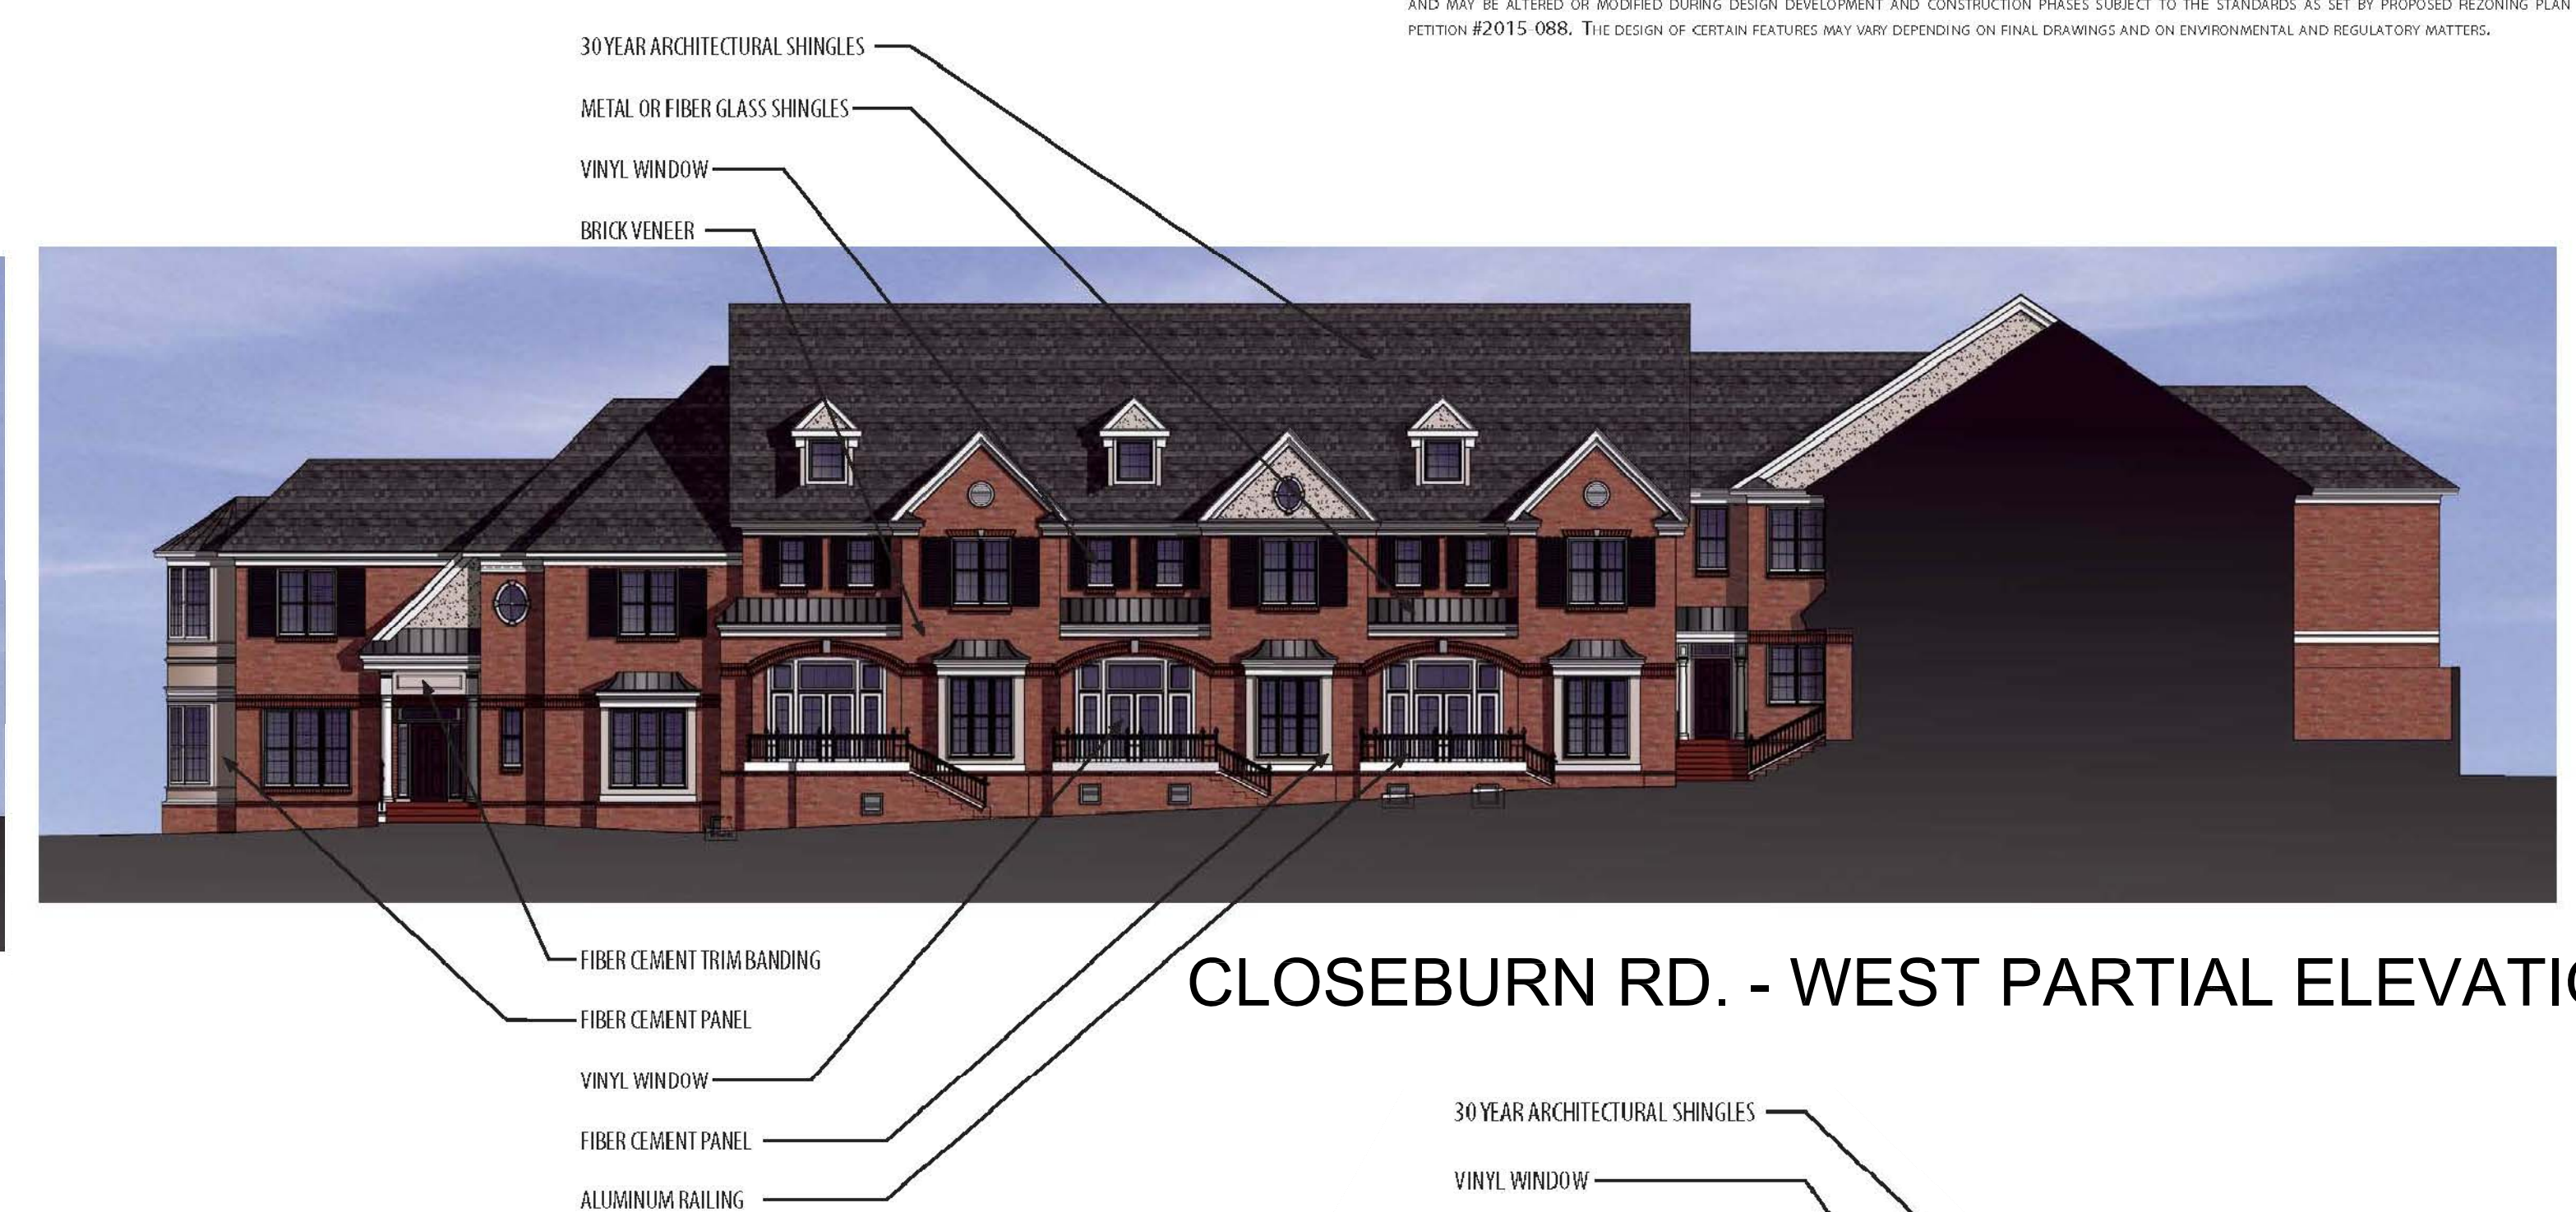 AND MAY BE ALTERED OR MODIFIED DURING DESIGN DEVELOPMENT AND CONSTRUCTION PHASES SUBJECT TO THE STANDARDS AS SET BY PROPOSED REZONING PLAN
PETITION #2015-088. THE DESIGN OF CERTAIN FEATURES MAY VARY DEPENDING ON FINAL DRAWINGS AND ON ENVIRONMENTAL AND REGULATORY MATTERS.
30 YEAR ARCHITECTURAL SHINGLES
METAL OR FIBER GLASS SHINGLES
VINYL WINDOW
BRICK VENEER
FIBER CEMENT TRIM BANDING
FIBER CEMENT PANEL
VINYL WINDOW
FIBER CEMENT PANEL
ALUMINUM RAILING
CLOSEBURN RD. - WEST PARTIAL ELEVATIO
30 YEAR ARCHITECTURAL SHINGLES
VINYL WINDOW